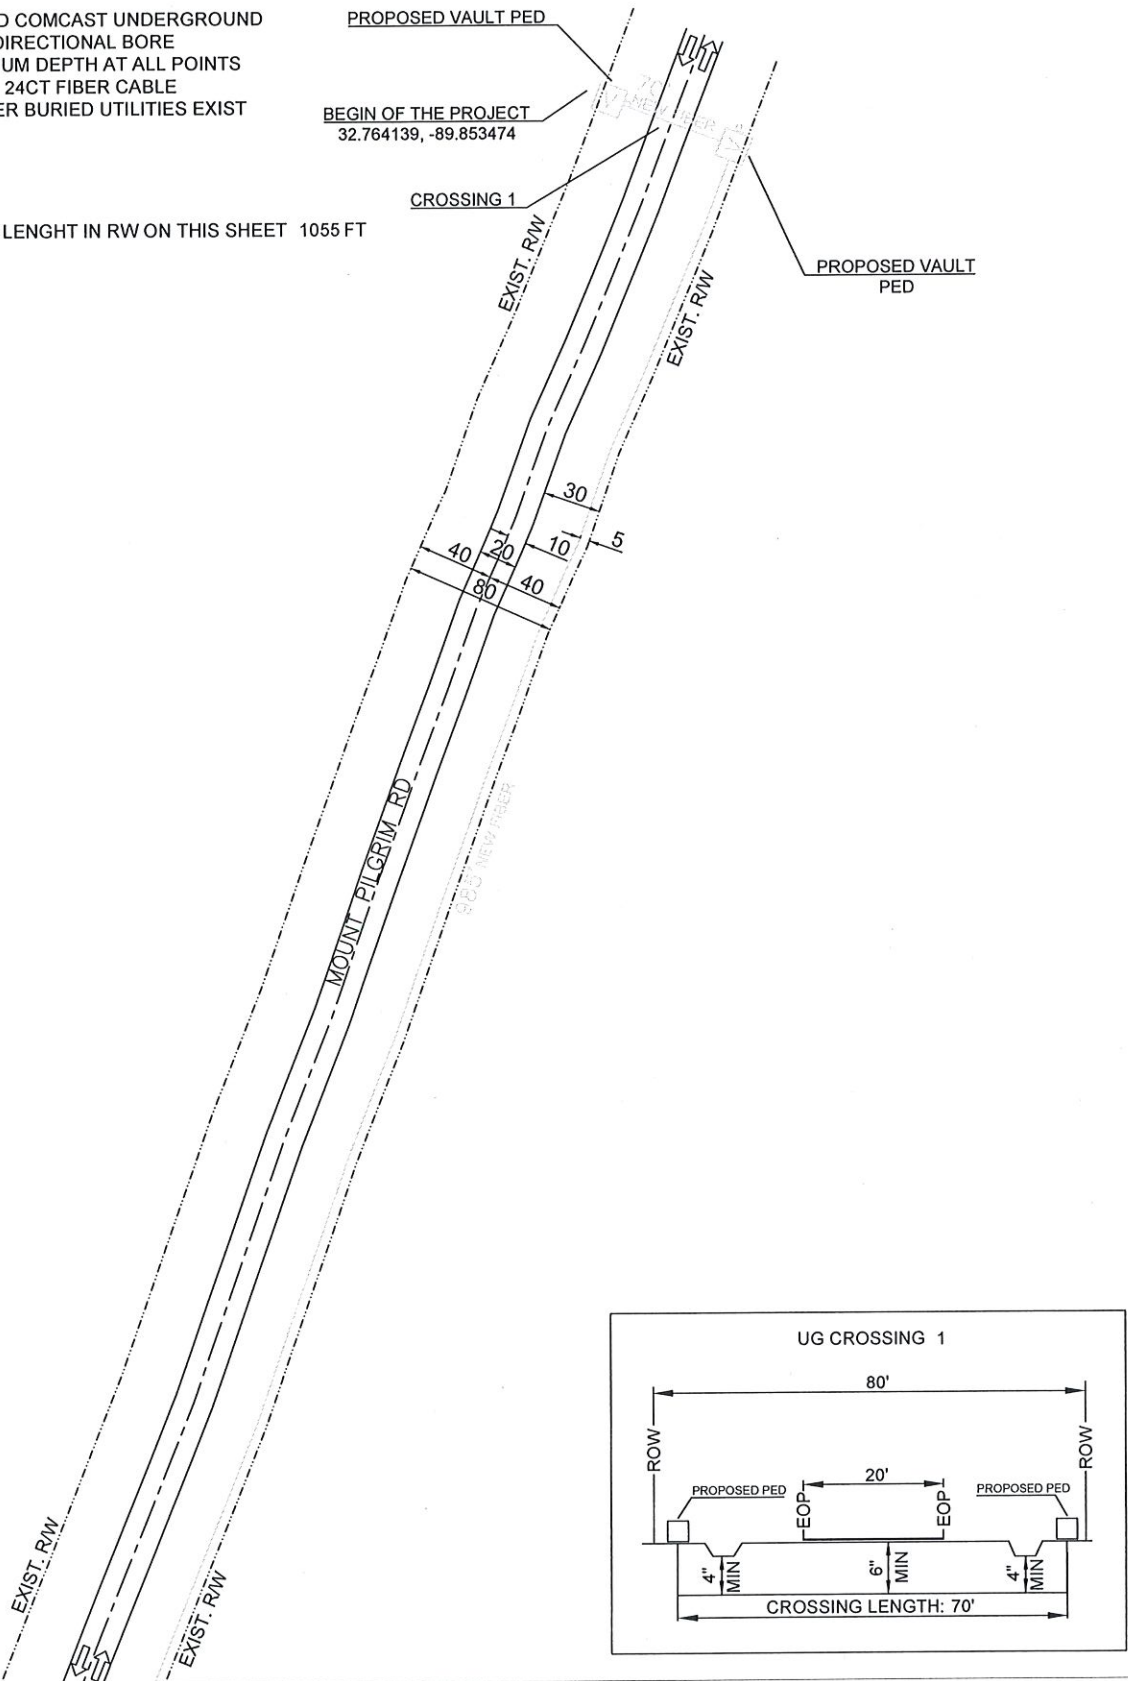 D COMCAST UNDERGROUND
DIRECTIONAL BORE
UM DEPTH AT ALL POINTS
24CT FIBER CABLE
ER BURIED UTILITIES EXIST
LENGHT IN RW ON THIS SHEET 1055 FT
PROPOSED VAULT PED
BEGIN OF THE PROJECT
32.764139, -89.853474
CROSSING 1
70'
NEW FIBER
V
V
PROPOSED VAULT
PED
EXIST. R/W
EXIST. R/W
30
5
10
20
40
40
80
MOUNT PILGRIM RD
985' NEW FIBER
EXIST. R/W
EXIST. R/W
UG CROSSING 1
80'
ROW
ROW
20'
PROPOSED PED
PROPOSED PED
EOP
EOP
4"
MIN
6"
MIN
4"
MIN
CROSSING LENGTH: 70'